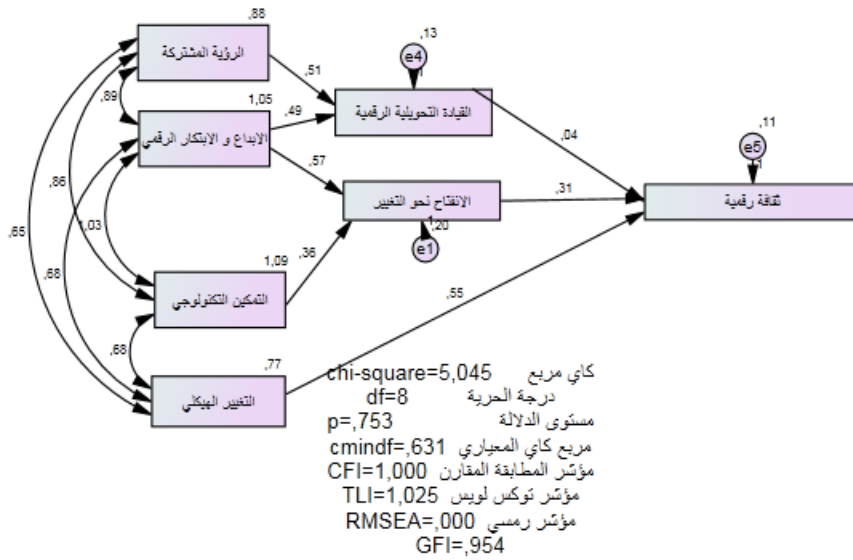 ,88
الرؤية المشتركة
,13
e4
1
,51
القيادة التحويلية الرقمية
,89
1,05
,49
الابداع و الابتكار الرقمي
,04
,11
e5
1
ثقافة رقمية
,57
,31
الانفتاح نحو التغيير
1
,20
e1
,86
,65
1,03
,68
1,09
,36
التمكين التكنولوجي
,55
,68
,77
التغيير الهيكلي
كاي مربع chi-square=5,045
درجة الحرية df=8
مستوى الدلالة p=,753
مربع كاي المعياري cmindf=,631
مؤشر المطابقة المقارن CFI=1,000
مؤشر توكس لويس TLI=1,025
مؤشر رمسي RMSEA=,000
GFI=,954